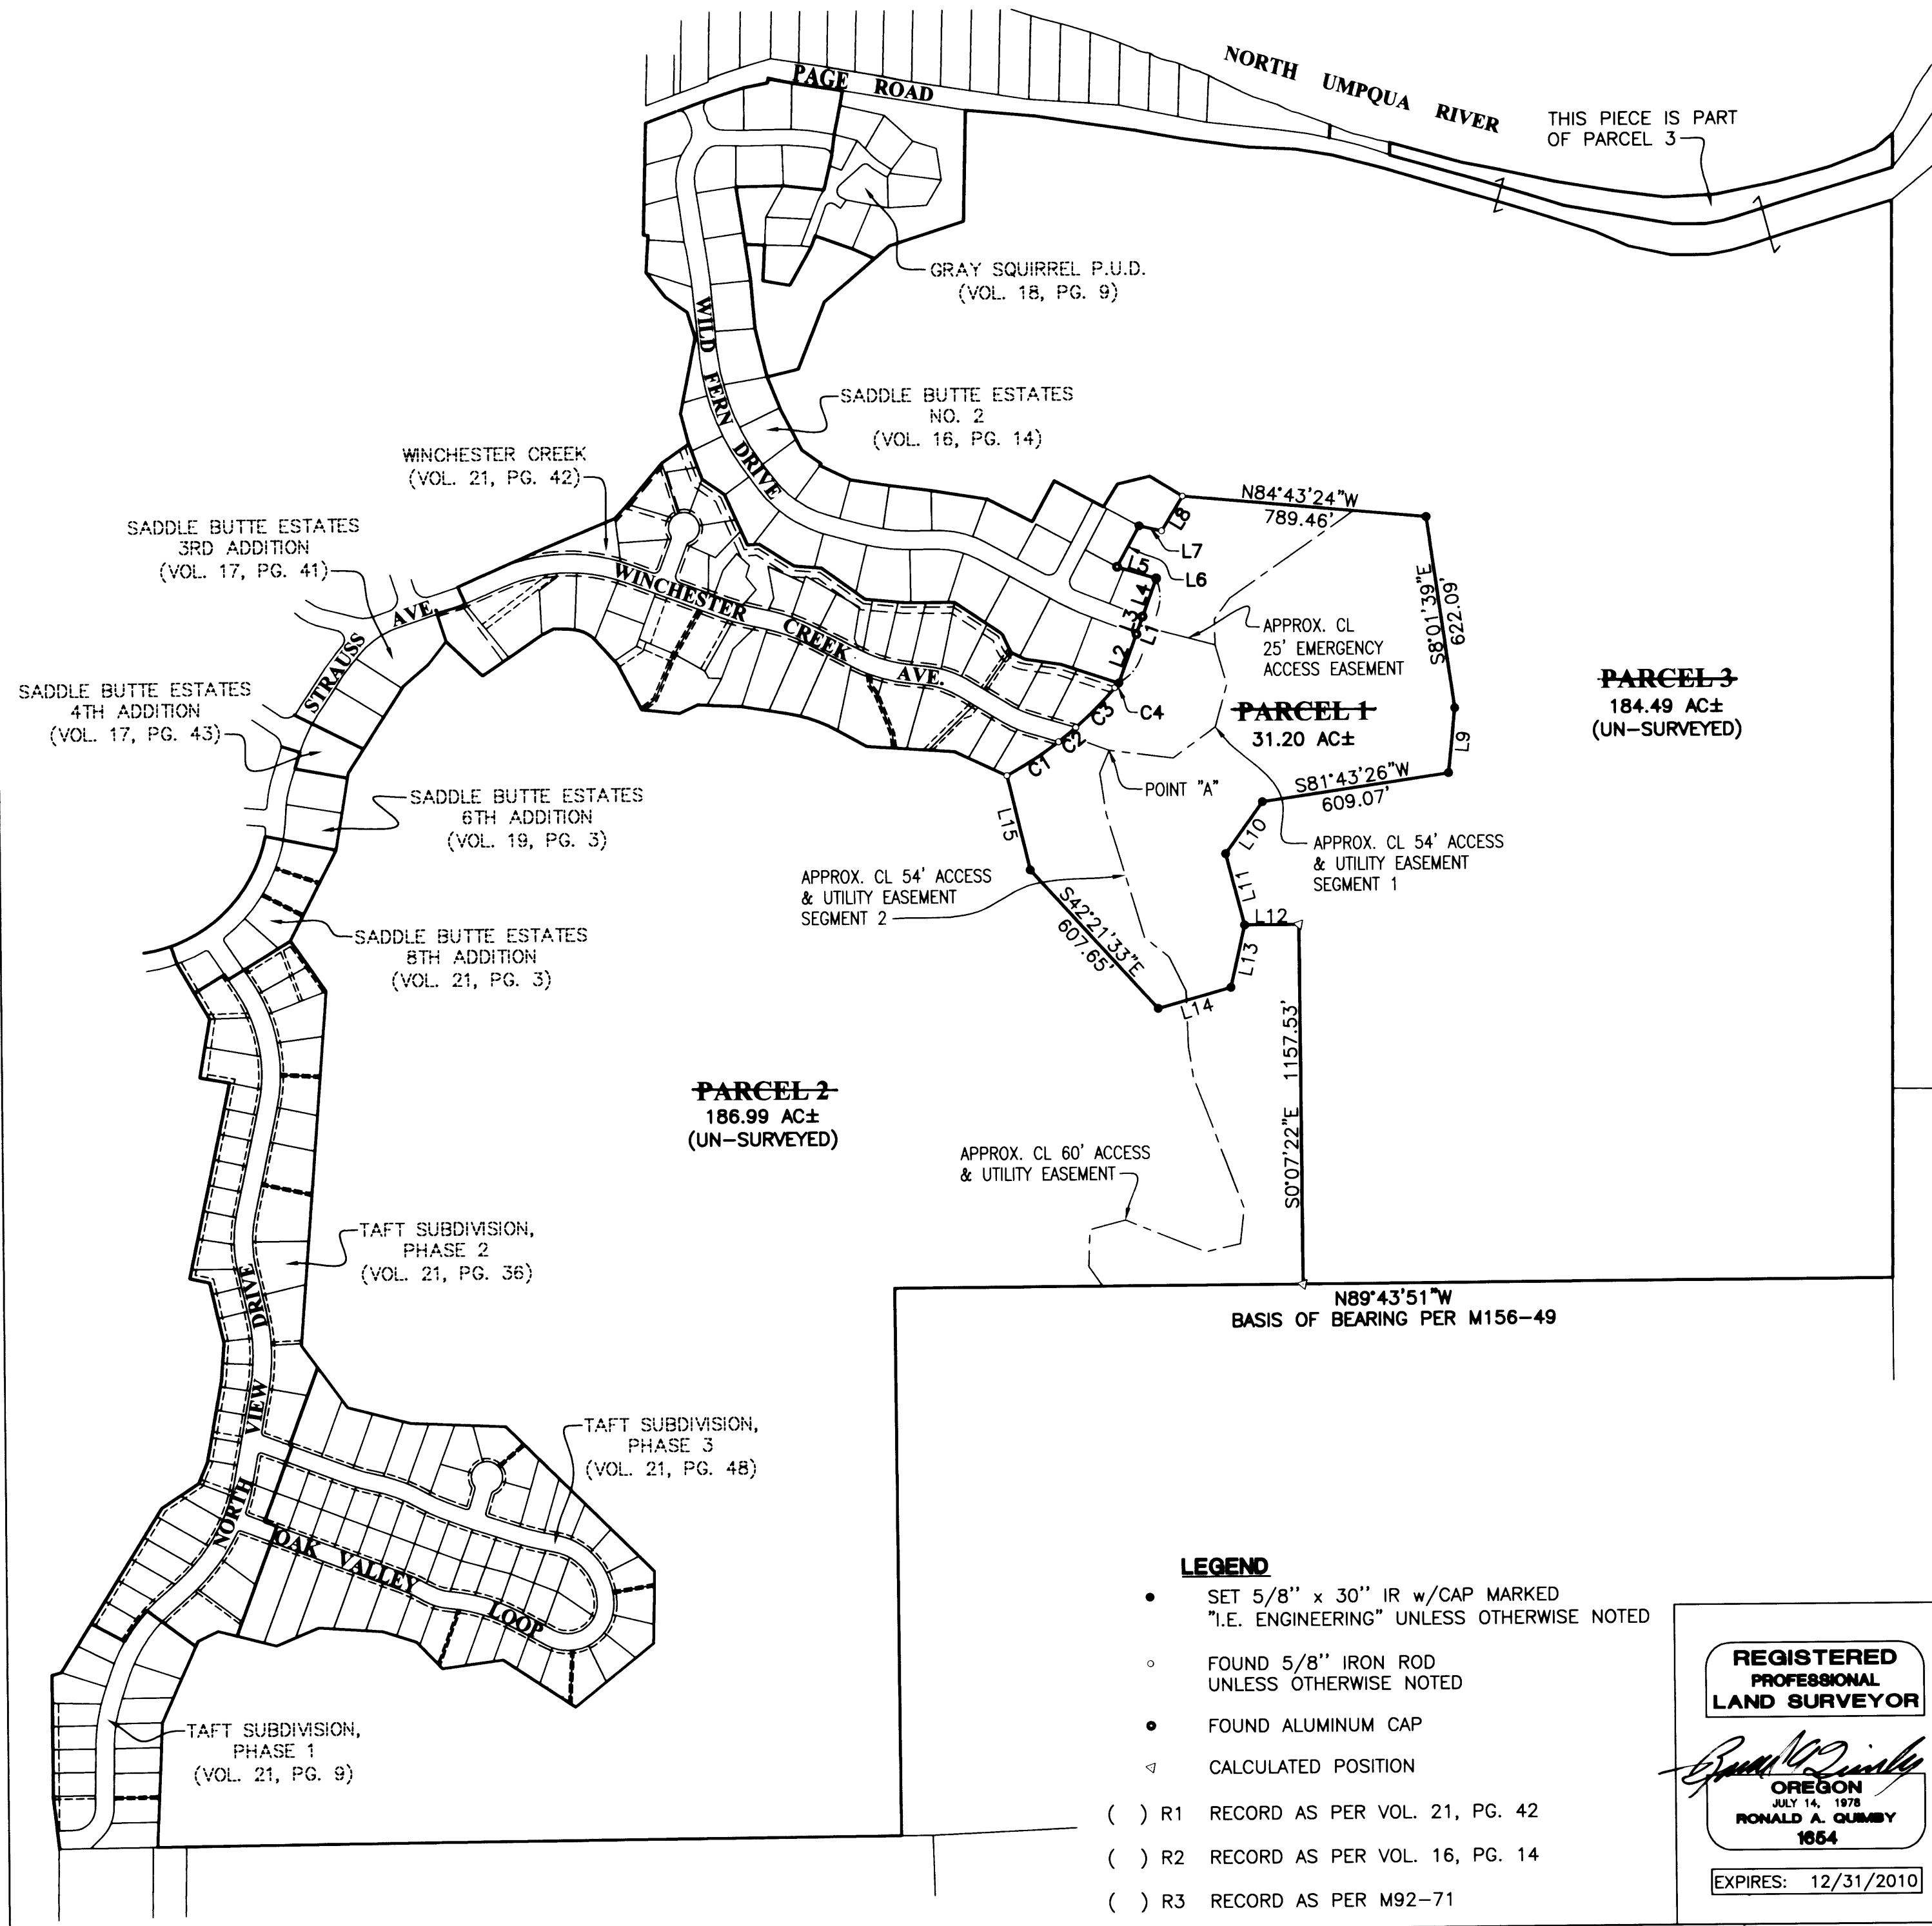 PAGE ROAD
NORTH UMPQUA RIVER
THIS PIECE IS PART
OF PARCEL 3
GRAY SQUIRREL P.U.D.
(VOL. 18, PG. 9)
WILD FERN DRIVE
SADDLE BUTTE ESTATES
NO. 2
(VOL. 16, PG. 14)
WINCHESTER CREEK
(VOL. 21, PG. 42)
SADDLE BUTTE ESTATES
3RD ADDITION
(VOL. 17, PG. 41)
STRAUSS AVE.
WINCHESTER CREEK AVE.
SADDLE BUTTE ESTATES
4TH ADDITION
(VOL. 17, PG. 43)
SADDLE BUTTE ESTATES
6TH ADDITION
(VOL. 19, PG. 3)
SADDLE BUTTE ESTATES
8TH ADDITION
(VOL. 21, PG. 3)
N84°43'24"W
789.46'
L8
L7
L6
L5
L4
L3
L1
L2
C4
C3
C2
C1
S8°01'39"E
622.09'
APPROX. CL
25' EMERGENCY
ACCESS EASEMENT
PARCEL 1
31.20 AC±
PARCEL 3
184.49 AC±
(UN-SURVEYED)
L9
S81°43'26"W
609.07'
POINT "A"
L10
L11
L12
L13
L14
L15
APPROX. CL 54' ACCESS
& UTILITY EASEMENT
SEGMENT 1
APPROX. CL 54' ACCESS
& UTILITY EASEMENT
SEGMENT 2
S42°21'33"E
607.65'
S0°07'22"E 1157.53'
PARCEL 2
186.99 AC±
(UN-SURVEYED)
APPROX. CL 60' ACCESS
& UTILITY EASEMENT
N89°43'51"W
BASIS OF BEARING PER M156-49
TAFT SUBDIVISION,
PHASE 2
(VOL. 21, PG. 36)
NORTH VIEW DRIVE
TAFT SUBDIVISION,
PHASE 3
(VOL. 21, PG. 48)
OAK VALLEY LOOP
TAFT SUBDIVISION,
PHASE 1
(VOL. 21, PG. 9)
LEGEND
SET 5/8'' x 30'' IR w/CAP MARKED
"I.E. ENGINEERING" UNLESS OTHERWISE NOTED
FOUND 5/8'' IRON ROD
UNLESS OTHERWISE NOTED
FOUND ALUMINUM CAP
CALCULATED POSITION
( ) R1 RECORD AS PER VOL. 21, PG. 42
( ) R2 RECORD AS PER VOL. 16, PG. 14
( ) R3 RECORD AS PER M92-71
REGISTERED
PROFESSIONAL
LAND SURVEYOR
OREGON
JULY 14, 1978
RONALD A. QUIMBY
1654
EXPIRES: 12/31/2010